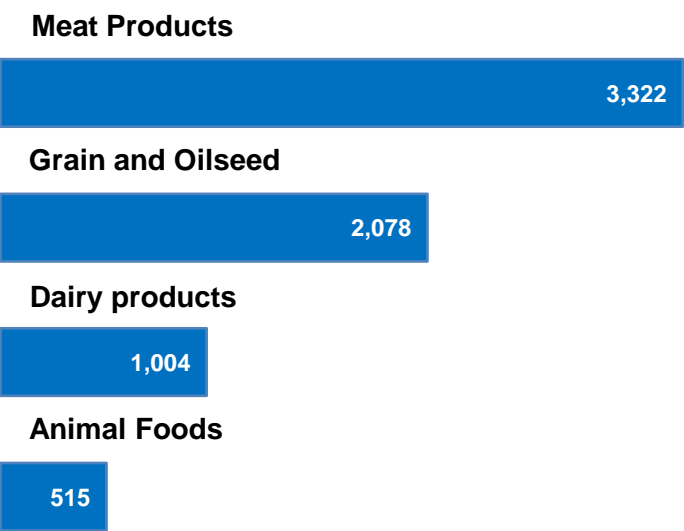 Meat Products
3,322
Grain and Oilseed
2,078
Dairy products
1,004
Animal Foods
515